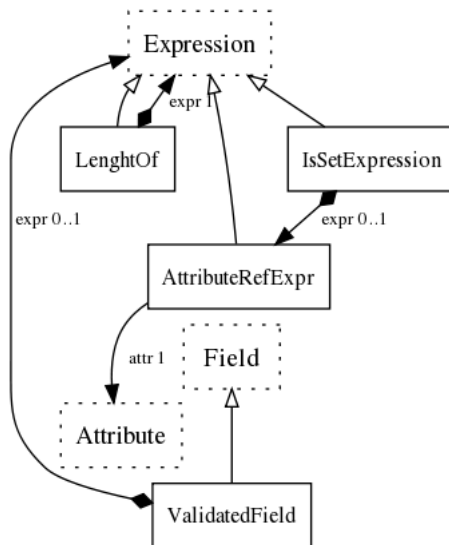 Expression
expr 1
LenghtOf
IsSetExpression
expr 0..1
expr 0..1
AttributeRefExpr
Field
attr 1
Attribute
ValidatedField